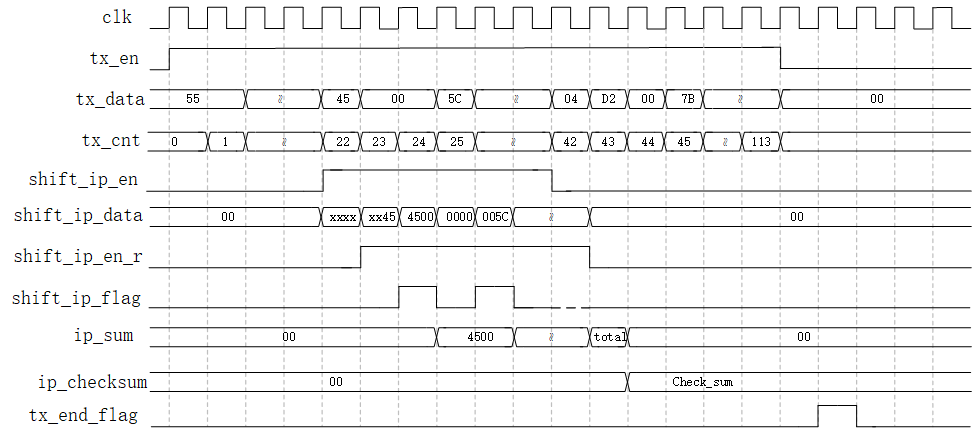 clk
tx_en
tx_data 55 ⸗ 45 00 5C ⸗ 04 D2 00 7B ⸗ 00
tx_cnt 0 1 ⸗ 22 23 24 25 ⸗ 42 43 44 45 ⸗ 113
shift_ip_en
shift_ip_data 00 xxxx xx45 4500 0000 005C ⸗ 00
shift_ip_en_r
shift_ip_flag
ip_sum 00 4500 ⸗ total 00
ip_checksum 00 Check_sum
tx_end_flag